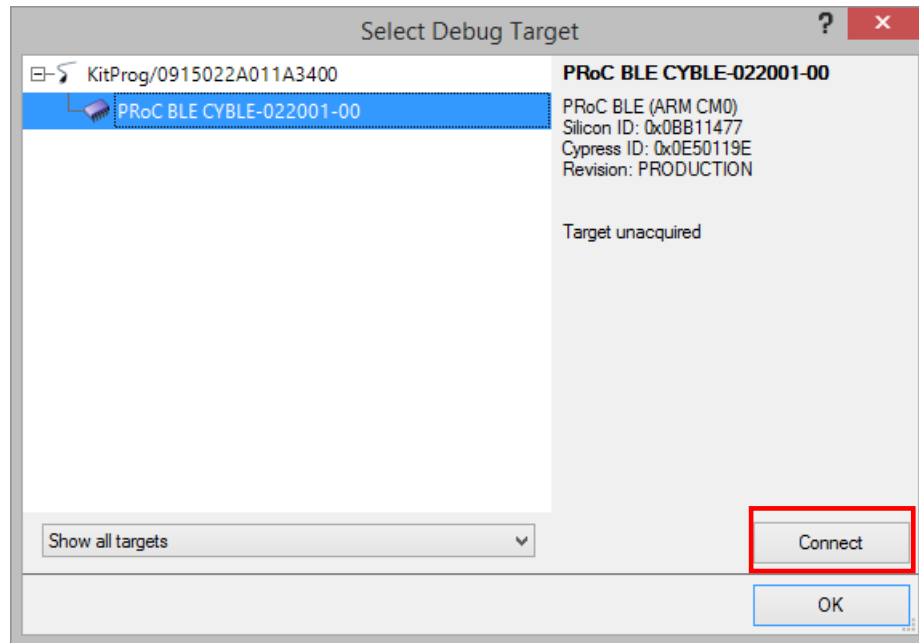 Select Debug Target
?
KitProg/0915022A011A3400
PRoC BLE CYBLE-022001-00
PRoC BLE CYBLE-022001-00
PRoC BLE (ARM CM0)
Silicon ID: 0x0BB11477
Cypress ID: 0x0E50119E
Revision: PRODUCTION
Target unacquired
Show all targets
Connect
OK